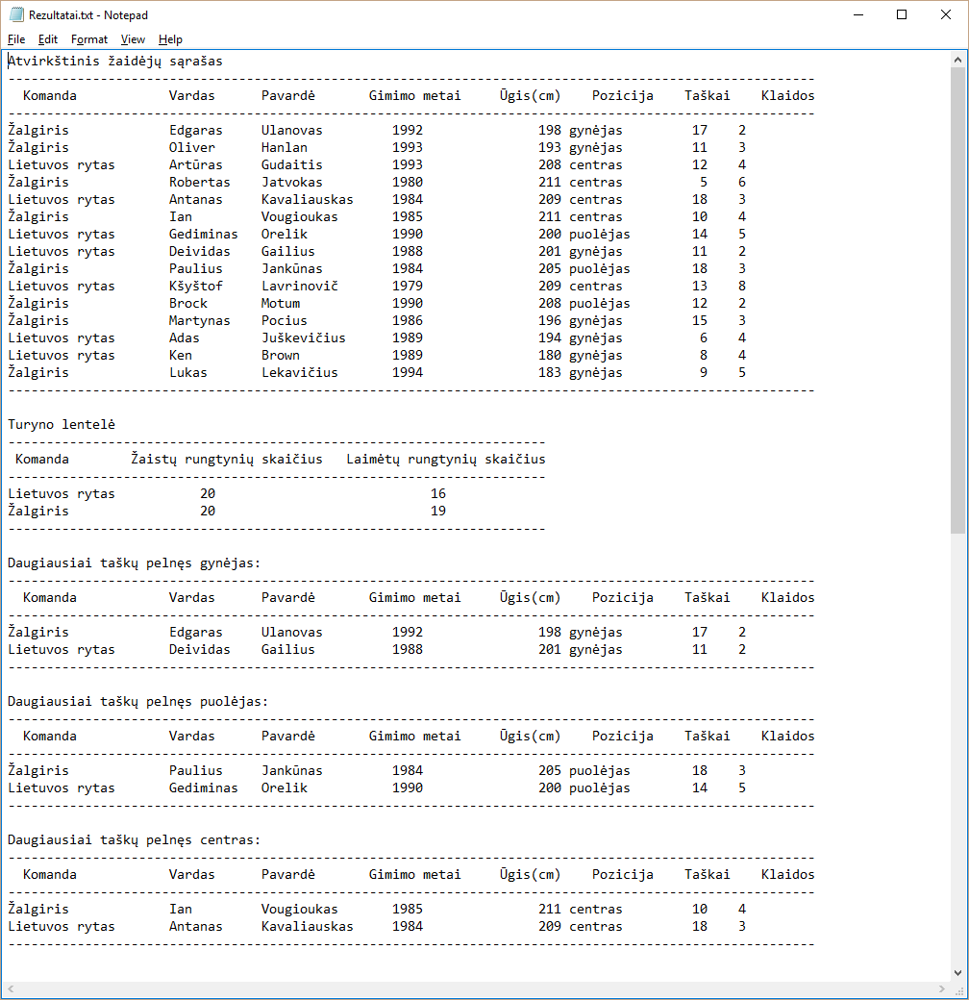 Rezultatai.txt - Notepad
File Edit Format View Help
Atvirkštinis žaidėjų sąrašas
---------------------------------------------------------------------------------------------------------
  Komanda            Vardas      Pavardė       Gimimo metai     Ūgis(cm)    Pozicija    Taškai    Klaidos
---------------------------------------------------------------------------------------------------------
Žalgiris             Edgaras     Ulanovas         1992               198 gynėjas         17    2
Žalgiris             Oliver      Hanlan           1993               193 gynėjas         11    3
Lietuvos rytas       Artūras     Gudaitis         1993               208 centras         12    4
Žalgiris             Robertas    Jatvokas         1980               211 centras          5    6
Lietuvos rytas       Antanas     Kavaliauskas     1984               209 centras         18    3
Žalgiris             Ian         Vougioukas       1985               211 centras         10    4
Lietuvos rytas       Gediminas   Orelik           1990               200 puolėjas        14    5
Lietuvos rytas       Deividas    Gailius          1988               201 gynėjas         11    2
Žalgiris             Paulius     Jankūnas         1984               205 puolėjas        18    3
Lietuvos rytas       Kšyštof     Lavrinovič       1979               209 centras         13    8
Žalgiris             Brock       Motum            1990               208 puolėjas        12    2
Žalgiris             Martynas    Pocius           1986               196 gynėjas         15    3
Lietuvos rytas       Adas        Juškevičius      1989               194 gynėjas          6    4
Lietuvos rytas       Ken         Brown            1989               180 gynėjas          8    4
Žalgiris             Lukas       Lekavičius       1994               183 gynėjas          9    5
---------------------------------------------------------------------------------------------------------
Turyno lentelė
----------------------------------------------------------------------
 Komanda        Žaistų rungtynių skaičius   Laimėtų rungtynių skaičius
----------------------------------------------------------------------
Lietuvos rytas           20                            16
Žalgiris                 20                            19
----------------------------------------------------------------------
Daugiausiai taškų pelnęs gynėjas:
---------------------------------------------------------------------------------------------------------
  Komanda            Vardas      Pavardė       Gimimo metai     Ūgis(cm)    Pozicija    Taškai    Klaidos
---------------------------------------------------------------------------------------------------------
Žalgiris             Edgaras     Ulanovas         1992               198 gynėjas         17    2
Lietuvos rytas       Deividas    Gailius          1988               201 gynėjas         11    2
---------------------------------------------------------------------------------------------------------
Daugiausiai taškų pelnęs puolėjas:
---------------------------------------------------------------------------------------------------------
  Komanda            Vardas      Pavardė       Gimimo metai     Ūgis(cm)    Pozicija    Taškai    Klaidos
---------------------------------------------------------------------------------------------------------
Žalgiris             Paulius     Jankūnas         1984               205 puolėjas        18    3
Lietuvos rytas       Gediminas   Orelik           1990               200 puolėjas        14    5
---------------------------------------------------------------------------------------------------------
Daugiausiai taškų pelnęs centras:
---------------------------------------------------------------------------------------------------------
  Komanda            Vardas      Pavardė       Gimimo metai     Ūgis(cm)    Pozicija    Taškai    Klaidos
---------------------------------------------------------------------------------------------------------
Žalgiris             Ian         Vougioukas       1985               211 centras         10    4
Lietuvos rytas       Antanas     Kavaliauskas     1984               209 centras         18    3
---------------------------------------------------------------------------------------------------------